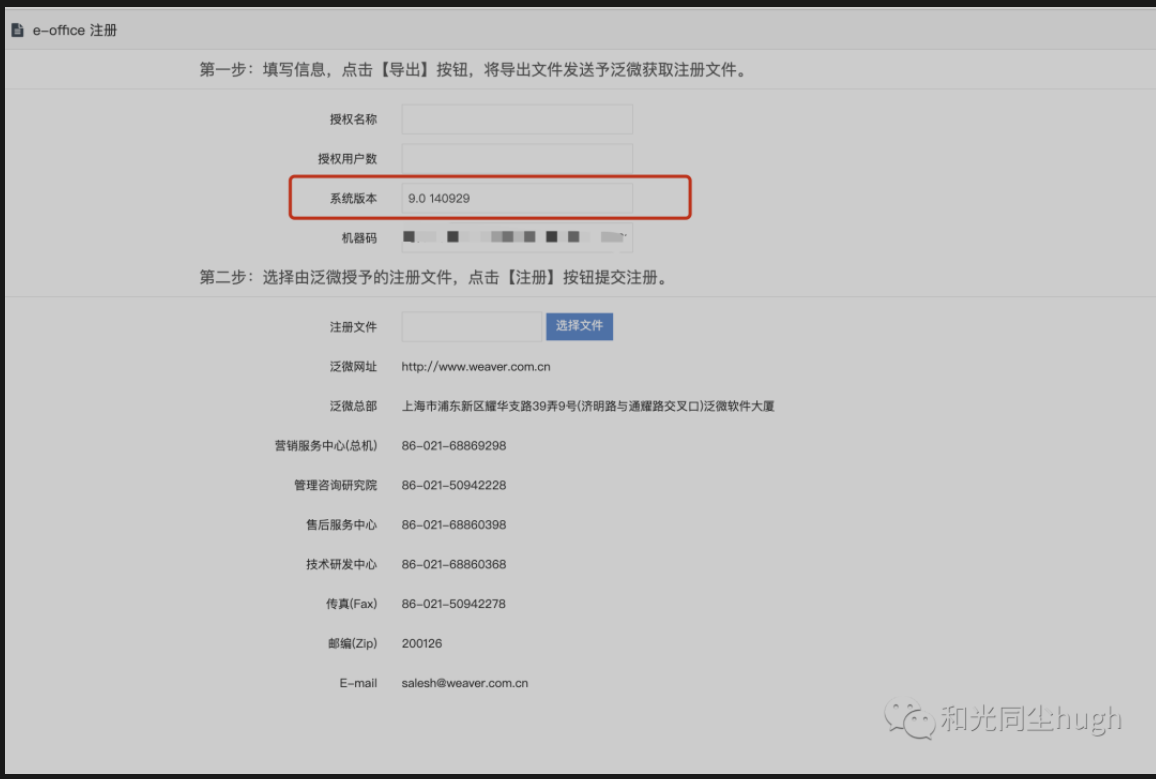 e-office 注册
第一步：填写信息，点击【导出】按钮，将导出文件发送予泛微获取注册文件。
授权名称
授权用户数
系统版本 9.0 140929
机器码
第二步：选择由泛微授予的注册文件，点击【注册】按钮提交注册。
注册文件 选择文件
泛微网址 http://www.weaver.com.cn
泛微总部 上海市浦东新区耀华支路39弄9号(济明路与通耀路交叉口)泛微软件大厦
营销服务中心(总机) 86-021-68869298
管理咨询研究院 86-021-50942228
售后服务中心 86-021-68860398
技术研发中心 86-021-68860368
传真(Fax) 86-021-50942278
邮编(Zip) 200126
E-mail salesh@weaver.com.cn
和光同尘hugh